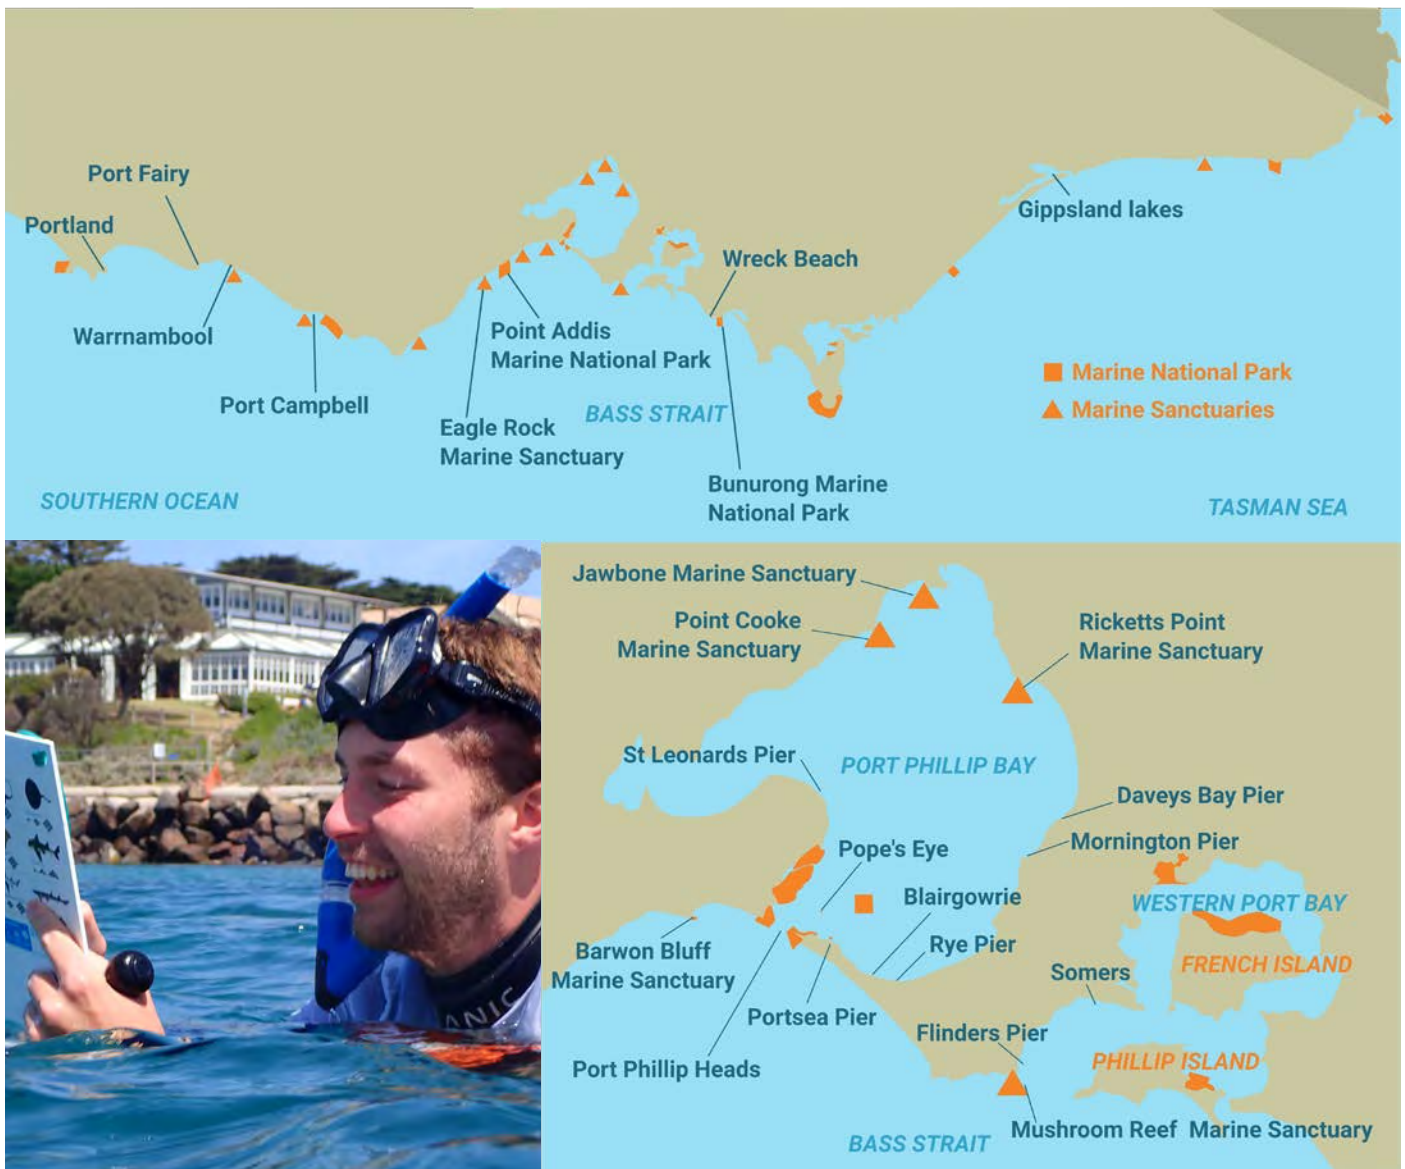 Port Fairy
Portland
Warrnambool
Port Campbell
Point Addis
Marine National Park
Eagle Rock
Marine Sanctuary
Wreck Beach
Bunurong Marine
National Park
Gippsland lakes
Marine National Park
Marine Sanctuaries
BASS STRAIT
SOUTHERN OCEAN
TASMAN SEA
ANIC
Jawbone Marine Sanctuary
Point Cooke
Marine Sanctuary
Ricketts Point
Marine Sanctuary
St Leonards Pier
PORT PHILLIP BAY
Daveys Bay Pier
Mornington Pier
Pope's Eye
Blairgowrie
WESTERN PORT BAY
Rye Pier
Barwon Bluff
Marine Sanctuary
FRENCH ISLAND
Somers
Portsea Pier
Flinders Pier
Port Phillip Heads
PHILLIP ISLAND
Mushroom Reef Marine Sanctuary
BASS STRAIT